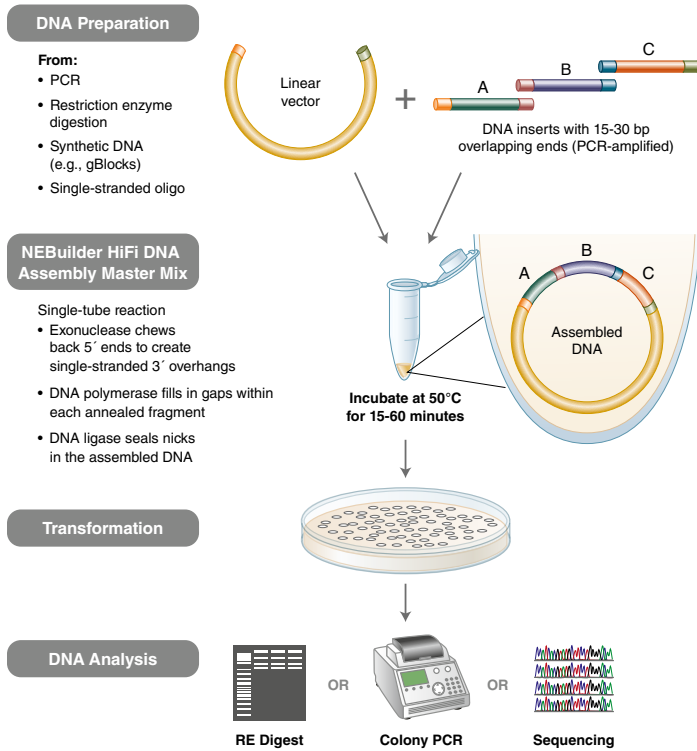 DNA Preparation
From:
• PCR
• Restriction enzyme
digestion
• Synthetic DNA
(e.g., gBlocks)
• Single-stranded oligo
Linear
vector
+
A
B
C
DNA inserts with 15-30 bp
overlapping ends (PCR-amplified)
NEBuilder HiFi DNA
Assembly Master Mix
Single-tube reaction
• Exonuclease chews
back 5´ ends to create
single-stranded 3´ overhangs
• DNA polymerase fills in gaps within
each annealed fragment
• DNA ligase seals nicks
in the assembled DNA
Incubate at 50°C
for 15-60 minutes
A
B
C
Assembled
DNA
Transformation
DNA Analysis
OR
OR
RE Digest
Colony PCR
Sequencing